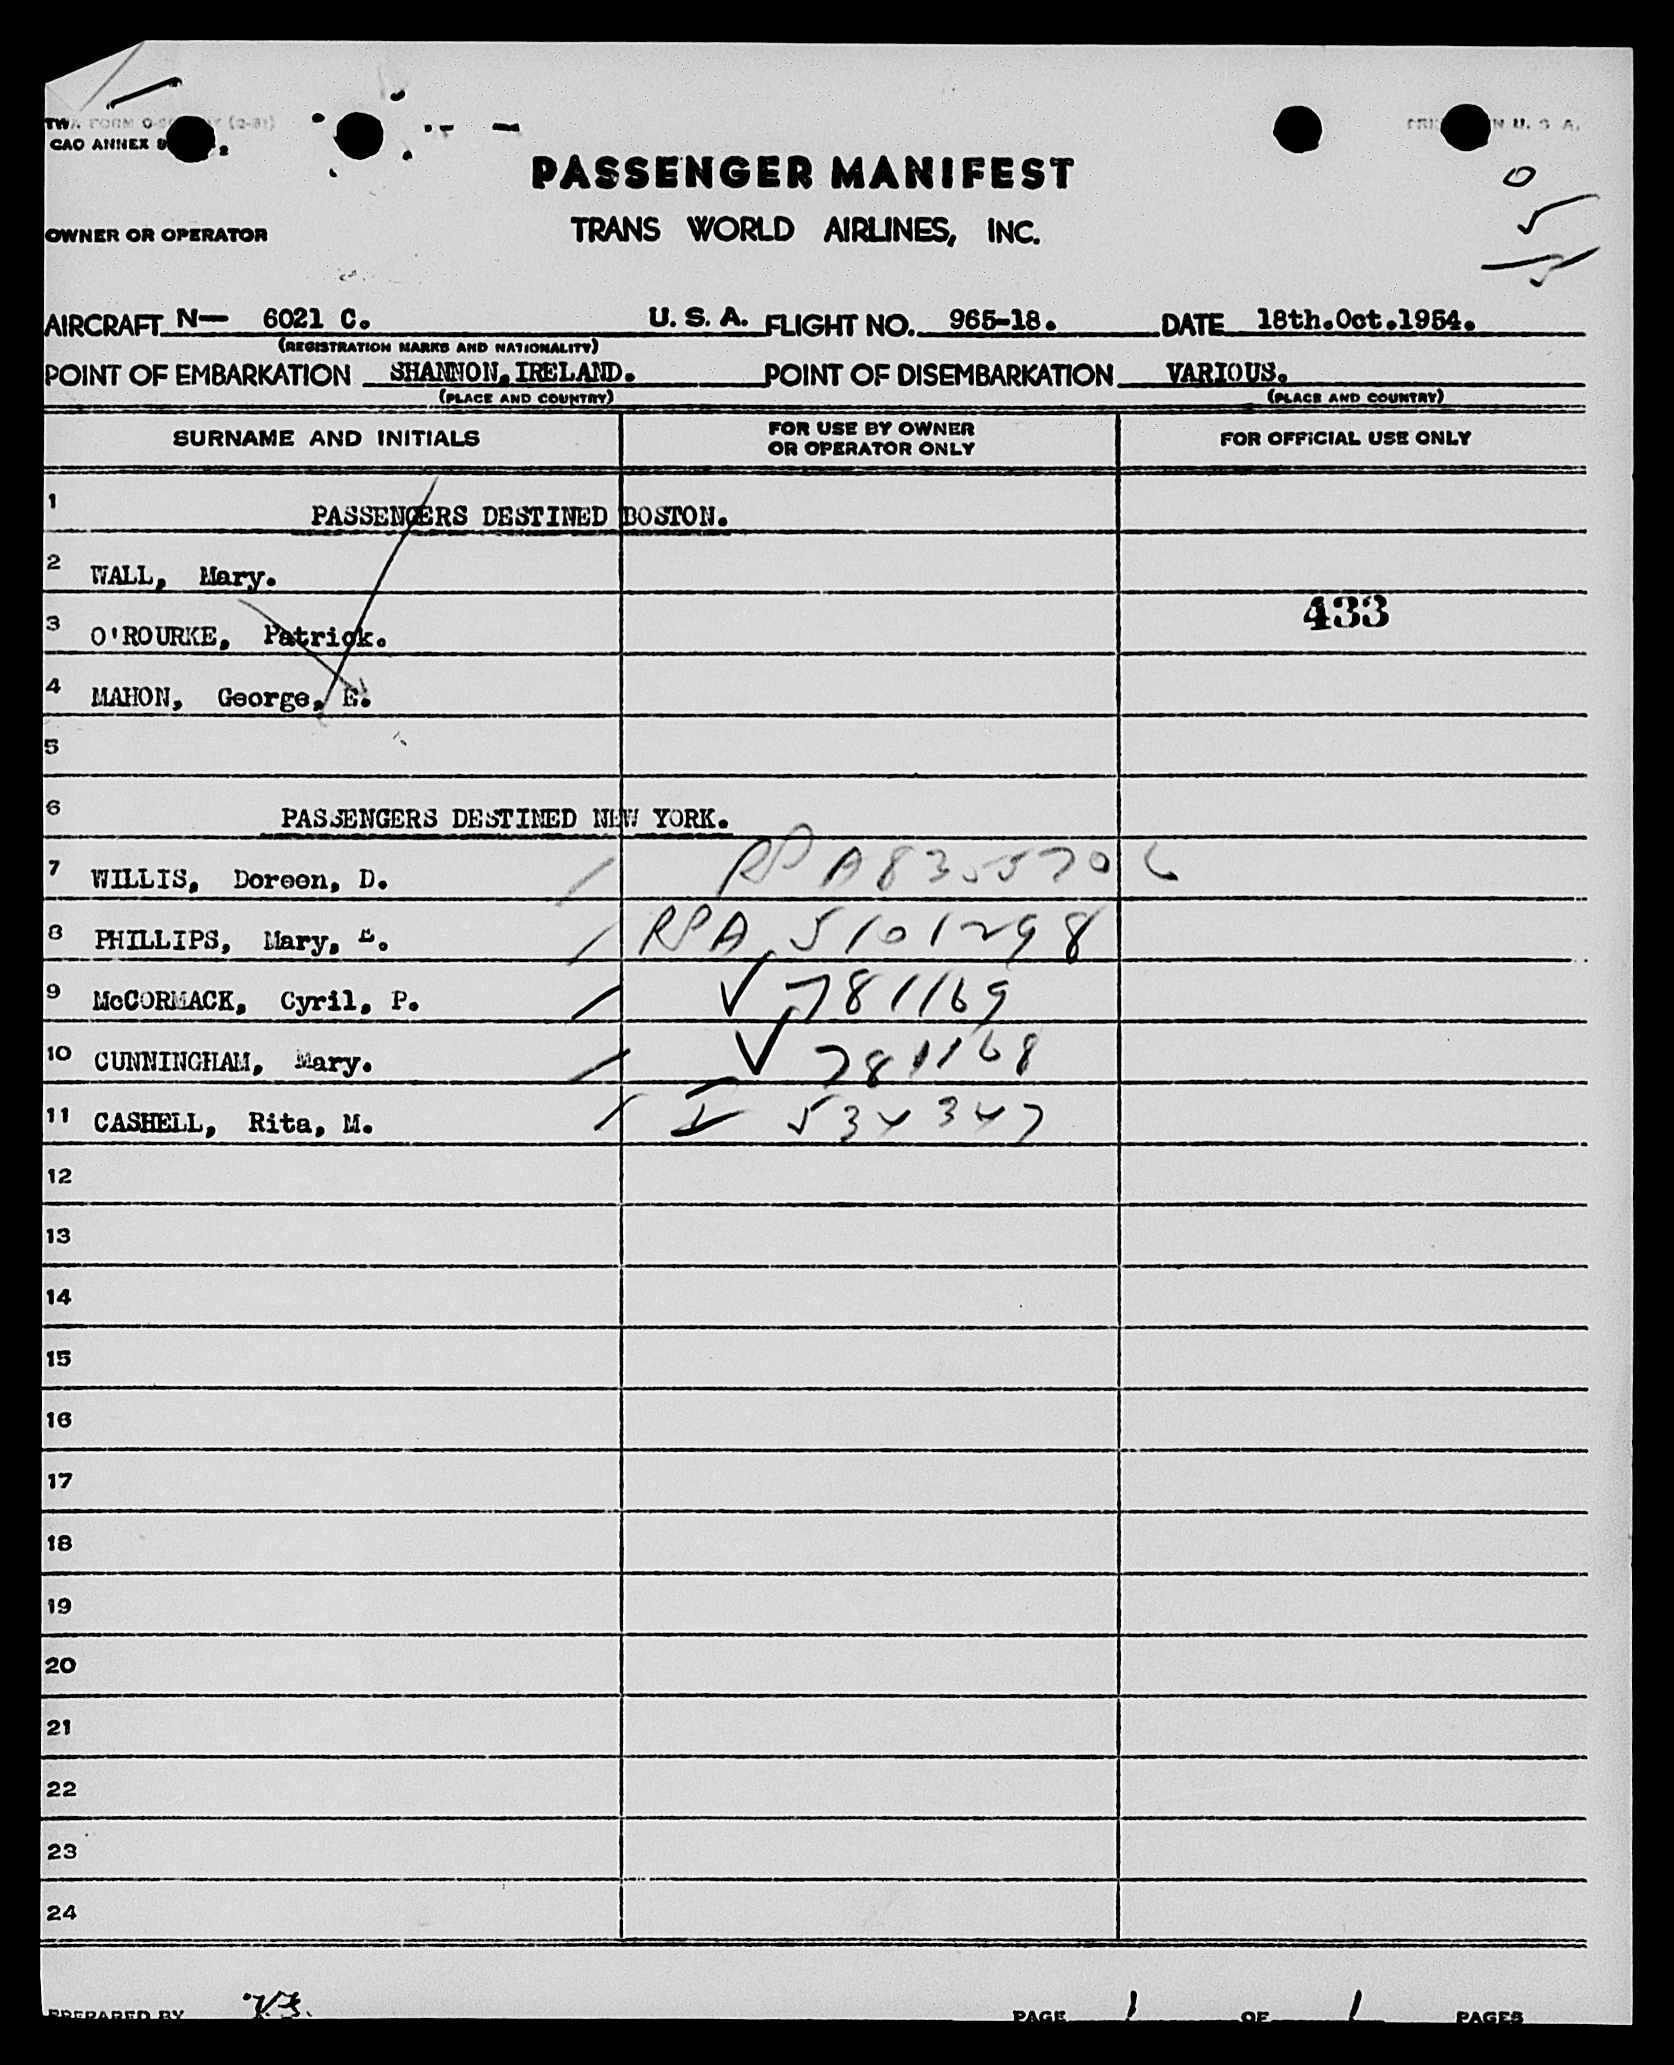 PASSENGER MANIFEST
OWNER OR OPERATOR TRANS WORLD AIRLINES, INC.
AIRCRAFT N— 6021 C. U. S. A. FLIGHT NO. 965-18. DATE 18th.Oct.1954.
(REGISTRATION MARKS AND NATIONALITY)
POINT OF EMBARKATION SHANNON, IRELAND. POINT OF DISEMBARKATION VARIOUS.
(PLACE AND COUNTRY) (PLACE AND COUNTRY)
SURNAME AND INITIALS FOR USE BY OWNER OR OPERATOR ONLY FOR OFFICIAL USE ONLY
1 PASSENGERS DESTINED BOSTON.
2 WALL, Mary.
433
3 O'ROURKE, Patrick.
4 MAHON, George, E.
5
6 PASSENGERS DESTINED NEW YORK.
7 WILLIS, Doreen, D. RP A8355706
8 PHILLIPS, Mary, E. RPA 5101298
9 McCORMACK, Cyril, P. √ 781169
10 CUNNINGHAM, Mary. √ 781168
11 CASHELL, Rita, M. I 534347
12
13
14
15
16
17
18
19
20
21
22
23
24
PREPARED BY PAGE 1 OF 1 PAGES